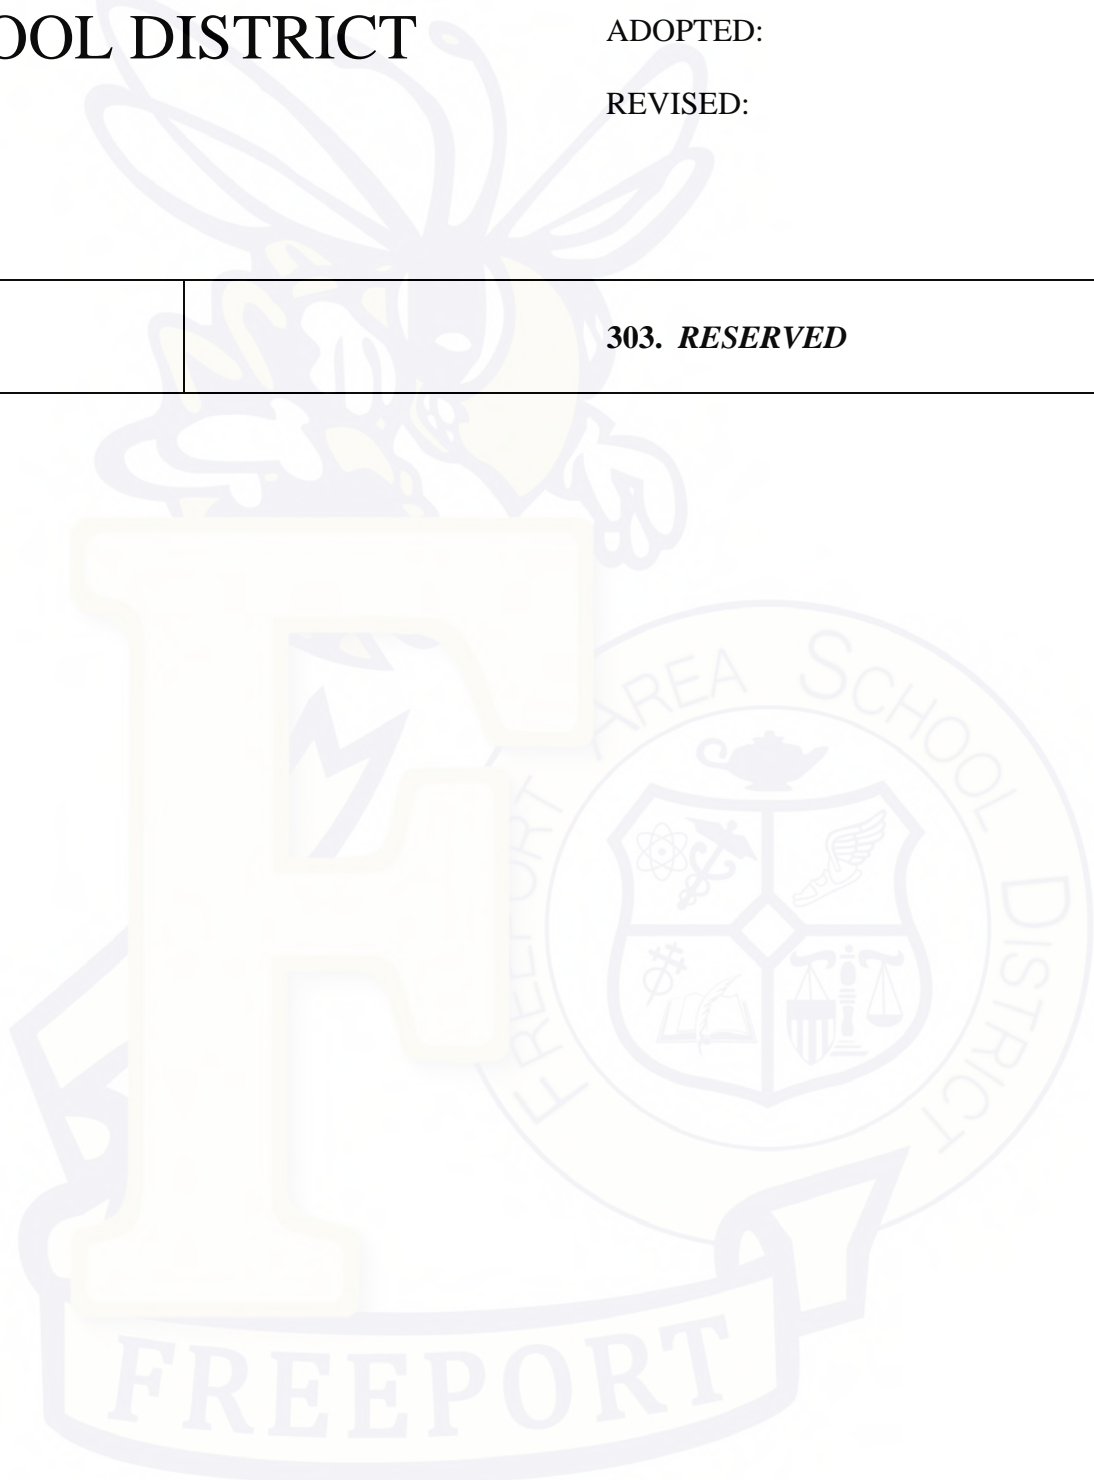 OOL DISTRICT
ADOPTED:
REVISED:
303. RESERVED
FREEPORT AREA SCHOOL DISTRICT
FREEPORT